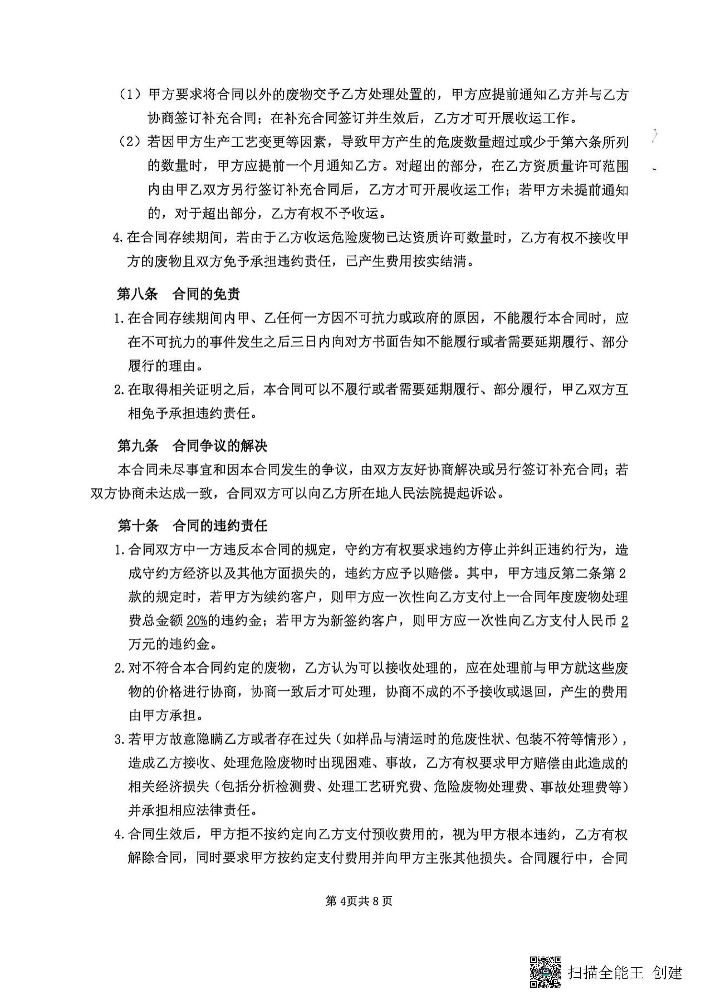 (1)甲方要求将合同以外的废物交予乙方处理处置的，甲方应提前通知乙方并与乙方
协商签订补充合同；在补充合同签订并生效后，乙方才可开展收运工作。
(2)若因甲方生产工艺变更等因素，导致甲方产生的危废数量超过或少于第六条所列
的数量时，甲方应提前一个月通知乙方。对超出的部分，在乙方资质量许可范围
内由甲乙双方另行签订补充合同后，乙方才可开展收运工作；若甲方未提前通知
的，对于超出部分，乙方有权不予收运。
4.在合同存续期间，若由于乙方收运危险废物已达资质许可数量时，乙方有权不接收甲
方的废物且双方免予承担违约责任，已产生费用按实结清。
第八条 合同的免责
1.在合同存续期间内甲、乙任何一方因不可抗力或政府的原因，不能履行本合同时，应
在不可抗力的事件发生之后三日内向对方书面告知不能履行或者需要延期履行、部分
履行的理由。
2.在取得相关证明之后，本合同可以不履行或者需要延期履行、部分履行，甲乙双方互
相免予承担违约责任。
第九条 合同争议的解决
本合同未尽事宜和因本合同发生的争议，由双方友好协商解决或另行签订补充合同；若
双方协商未达成一致，合同双方可以向乙方所在地人民法院提起诉讼。
第十条 合同的违约责任
1.合同双方中一方违反本合同的规定，守约方有权要求违约方停止并纠正违约行为，造
成守约方经济以及其他方面损失的，违约方应予以赔偿。其中，甲方违反第二条第 2
款的规定时，若甲方为续约客户，则甲方应一次性向乙方支付上一合同年度废物处理
费总金额 20%的违约金；若甲方为新签约客户，则甲方应一次性向乙方支付人民币 2
万元的违约金。
2.对不符合本合同约定的废物，乙方认为可以接收处理的，应在处理前与甲方就这些废
物的价格进行协商，协商一致后才可处理，协商不成的不予接收或退回，产生的费用
由甲方承担。
3.若甲方故意隐瞒乙方或者存在过失（如样品与清运时的危废性状、包装不符等情形），
造成乙方接收、处理危险废物时出现困难、事故，乙方有权要求甲方赔偿由此造成的
相关经济损失（包括分析检测费、处理工艺研究费、危险废物处理费、事故处理费等）
并承担相应法律责任。
4.合同生效后，甲方拒不按约定向乙方支付预收费用的，视为甲方根本违约，乙方有权
解除合同，同时要求甲方按约定支付费用并向甲方主张其他损失。合同履行中，合同
第 4页共 8 页
CS
扫描全能王 创建